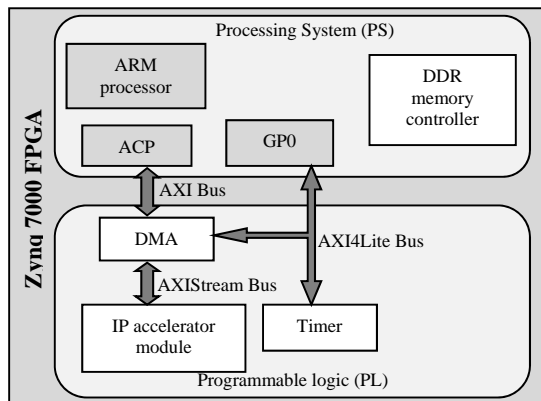 Processing System (PS)
ARM
processor
DDR
memory
controller
ACP
GP0
AXI Bus
Zynq 7000 FPGA
DMA
AXI4Lite Bus
AXIStream Bus
IP accelerator
module
Timer
Programmable logic (PL)